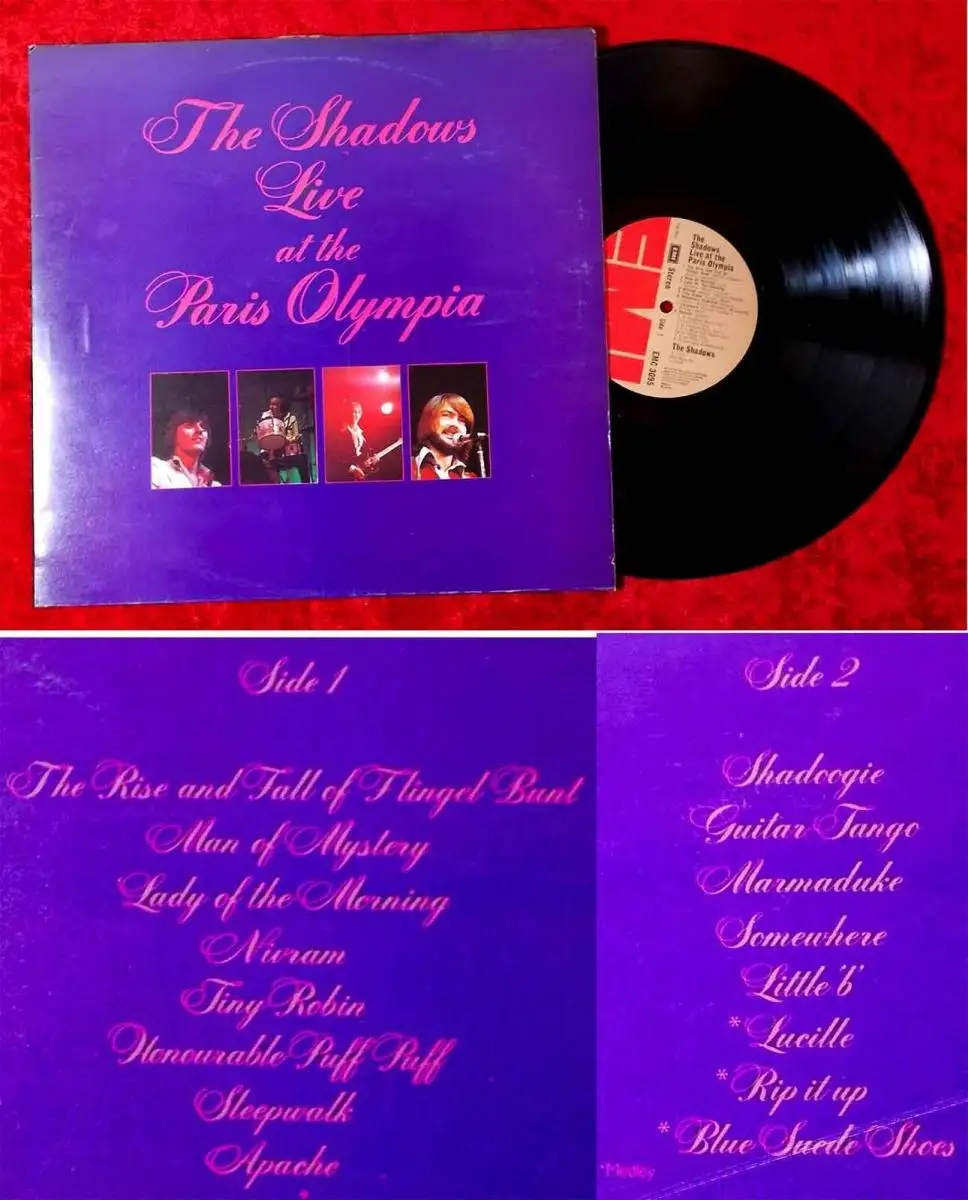 The Shadows
Live
at the
Paris Olympia
EMI
Stereo
The
Shadows
Live at the
Paris Olympia
Side 1
The Shadows
EMC 3095
Side 1
The Rise and Fall of Flingel Bunt
Man of Mystery
Lady of the Morning
Nivram
Tiny Robin
Honourable Puff Puff
Sleepwalk
Apache
Side 2
Shadoogie
Guitar Tango
Marmaduke
Somewhere
Little 'b'
*Lucille
*Rip it up
*Blue Suede Shoes
*Medley